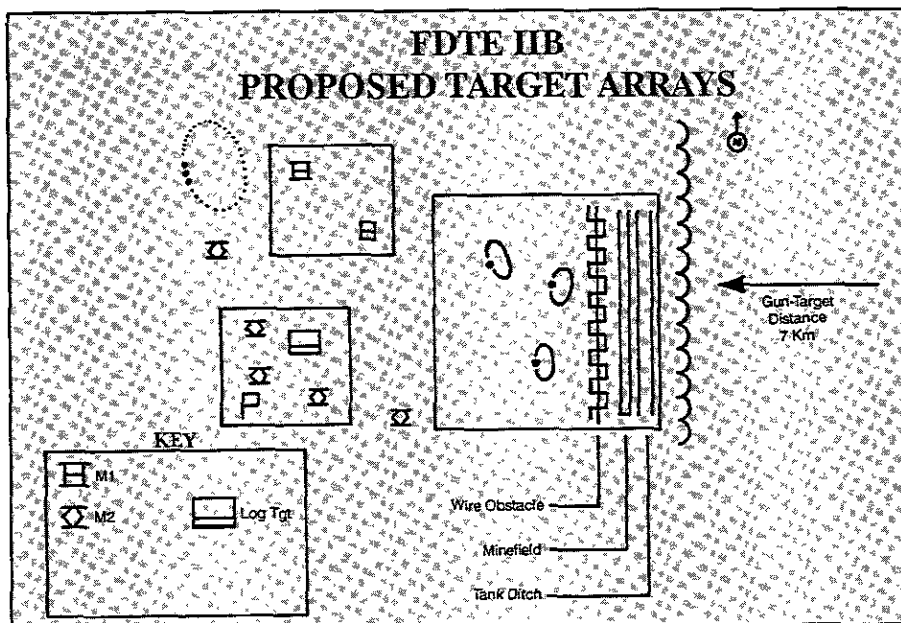 FDTE IIB
PROPOSED TARGET ARRAYS
Gun-Target
Distance
7 Km
KEY
M1
M2
Log Tgt
Wire Obstacle
Minefield
Tank Ditch